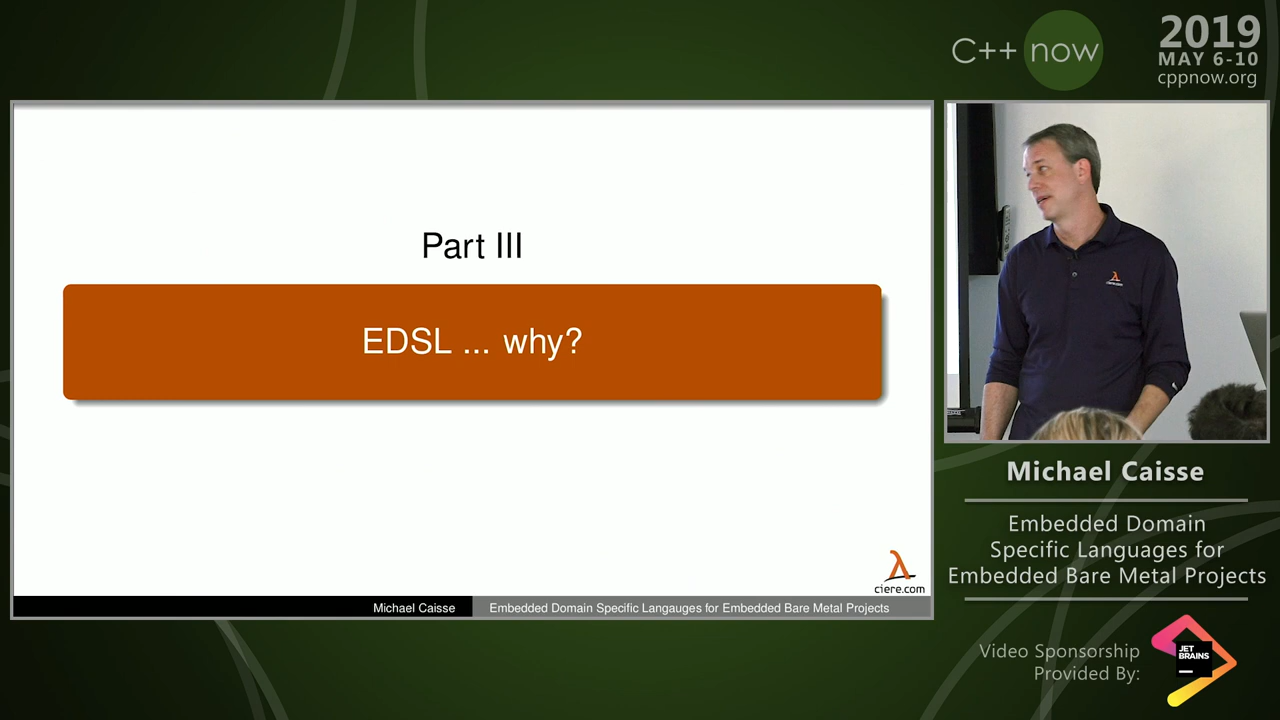 C++ now
2019
MAY 6-10
cppnow.org
Part III
EDSL ... why?
ciere.com
Michael Caisse
Embedded Domain Specific Langauges for Embedded Bare Metal Projects
Michael Caisse
Embedded Domain
Specific Languages for
Embedded Bare Metal Projects
Video Sponsorship
Provided By:
JET
BRAINS